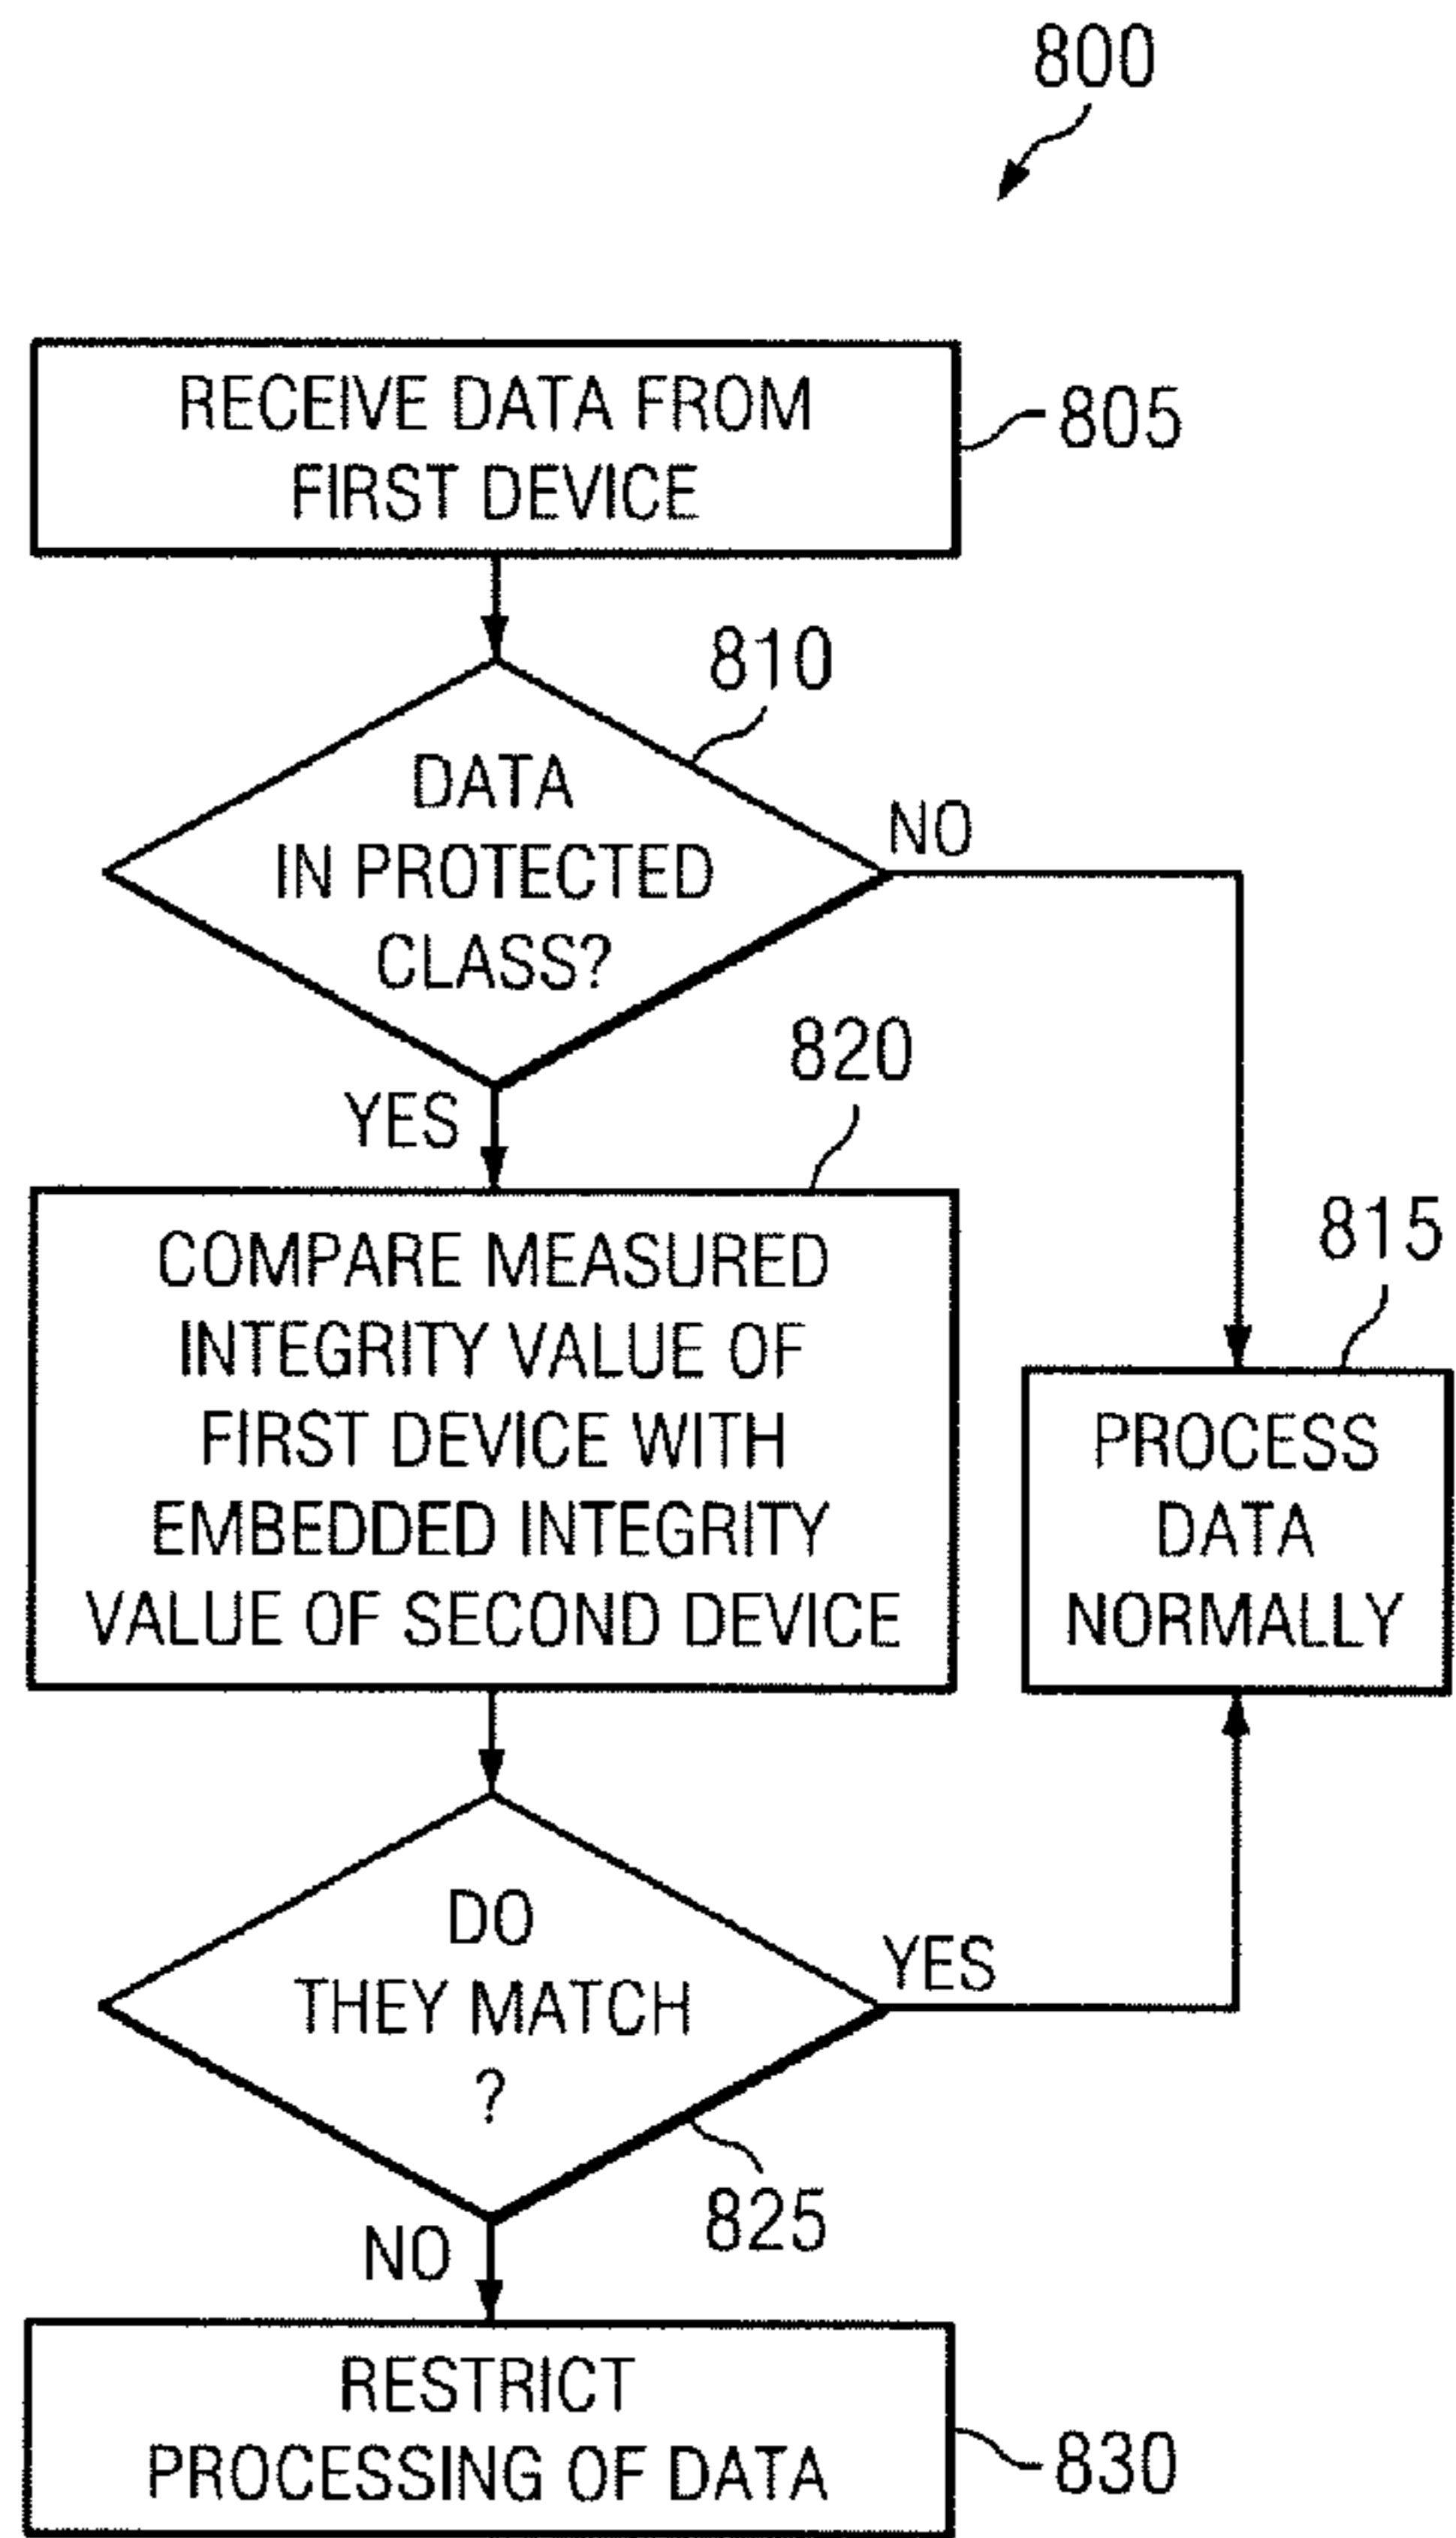 800
RECEIVE DATA FROM
FIRST DEVICE
805
810
DATA
IN PROTECTED
CLASS?
NO
YES
820
COMPARE MEASURED
INTEGRITY VALUE OF
FIRST DEVICE WITH
EMBEDDED INTEGRITY
VALUE OF SECOND DEVICE
815
PROCESS
DATA
NORMALLY
DO
THEY MATCH
?
YES
825
NO
RESTRICT
PROCESSING OF DATA
830